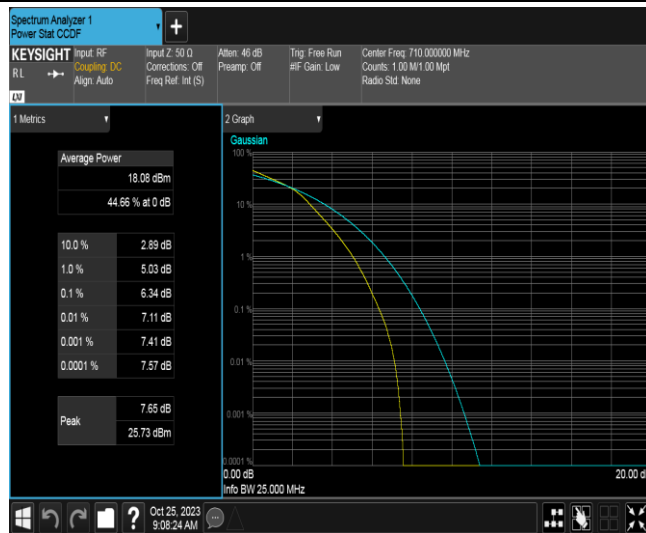 Spectrum Analyzer 1
Power Stat CCDF
+
KEYSIGHT
RL
Input: RF
Coupling: DC
Align: Auto
Input Z: 50 Ω
Corrections: Off
Freq Ref: Int (S)
Atten: 46 dB
Preamp: Off
Trig: Free Run
#IF Gain: Low
Center Freq: 710.000000 MHz
Counts: 1.00 M/1.00 Mpt
Radio Std: None
1 Metrics
Average Power
18.08 dBm
44.66 % at 0 dB
10.0 % 2.89 dB
1.0 % 5.03 dB
0.1 % 6.34 dB
0.01 % 7.11 dB
0.001 % 7.41 dB
0.0001 % 7.57 dB
Peak
7.65 dB
25.73 dBm
2 Graph
Gaussian
100 %
10 %
1 %
0.1 %
0.01 %
0.001 %
0.0001 %
0.00 dB
20.00 d
Info BW 25.000 MHz
?
Oct 25, 2023
9:08:24 AM